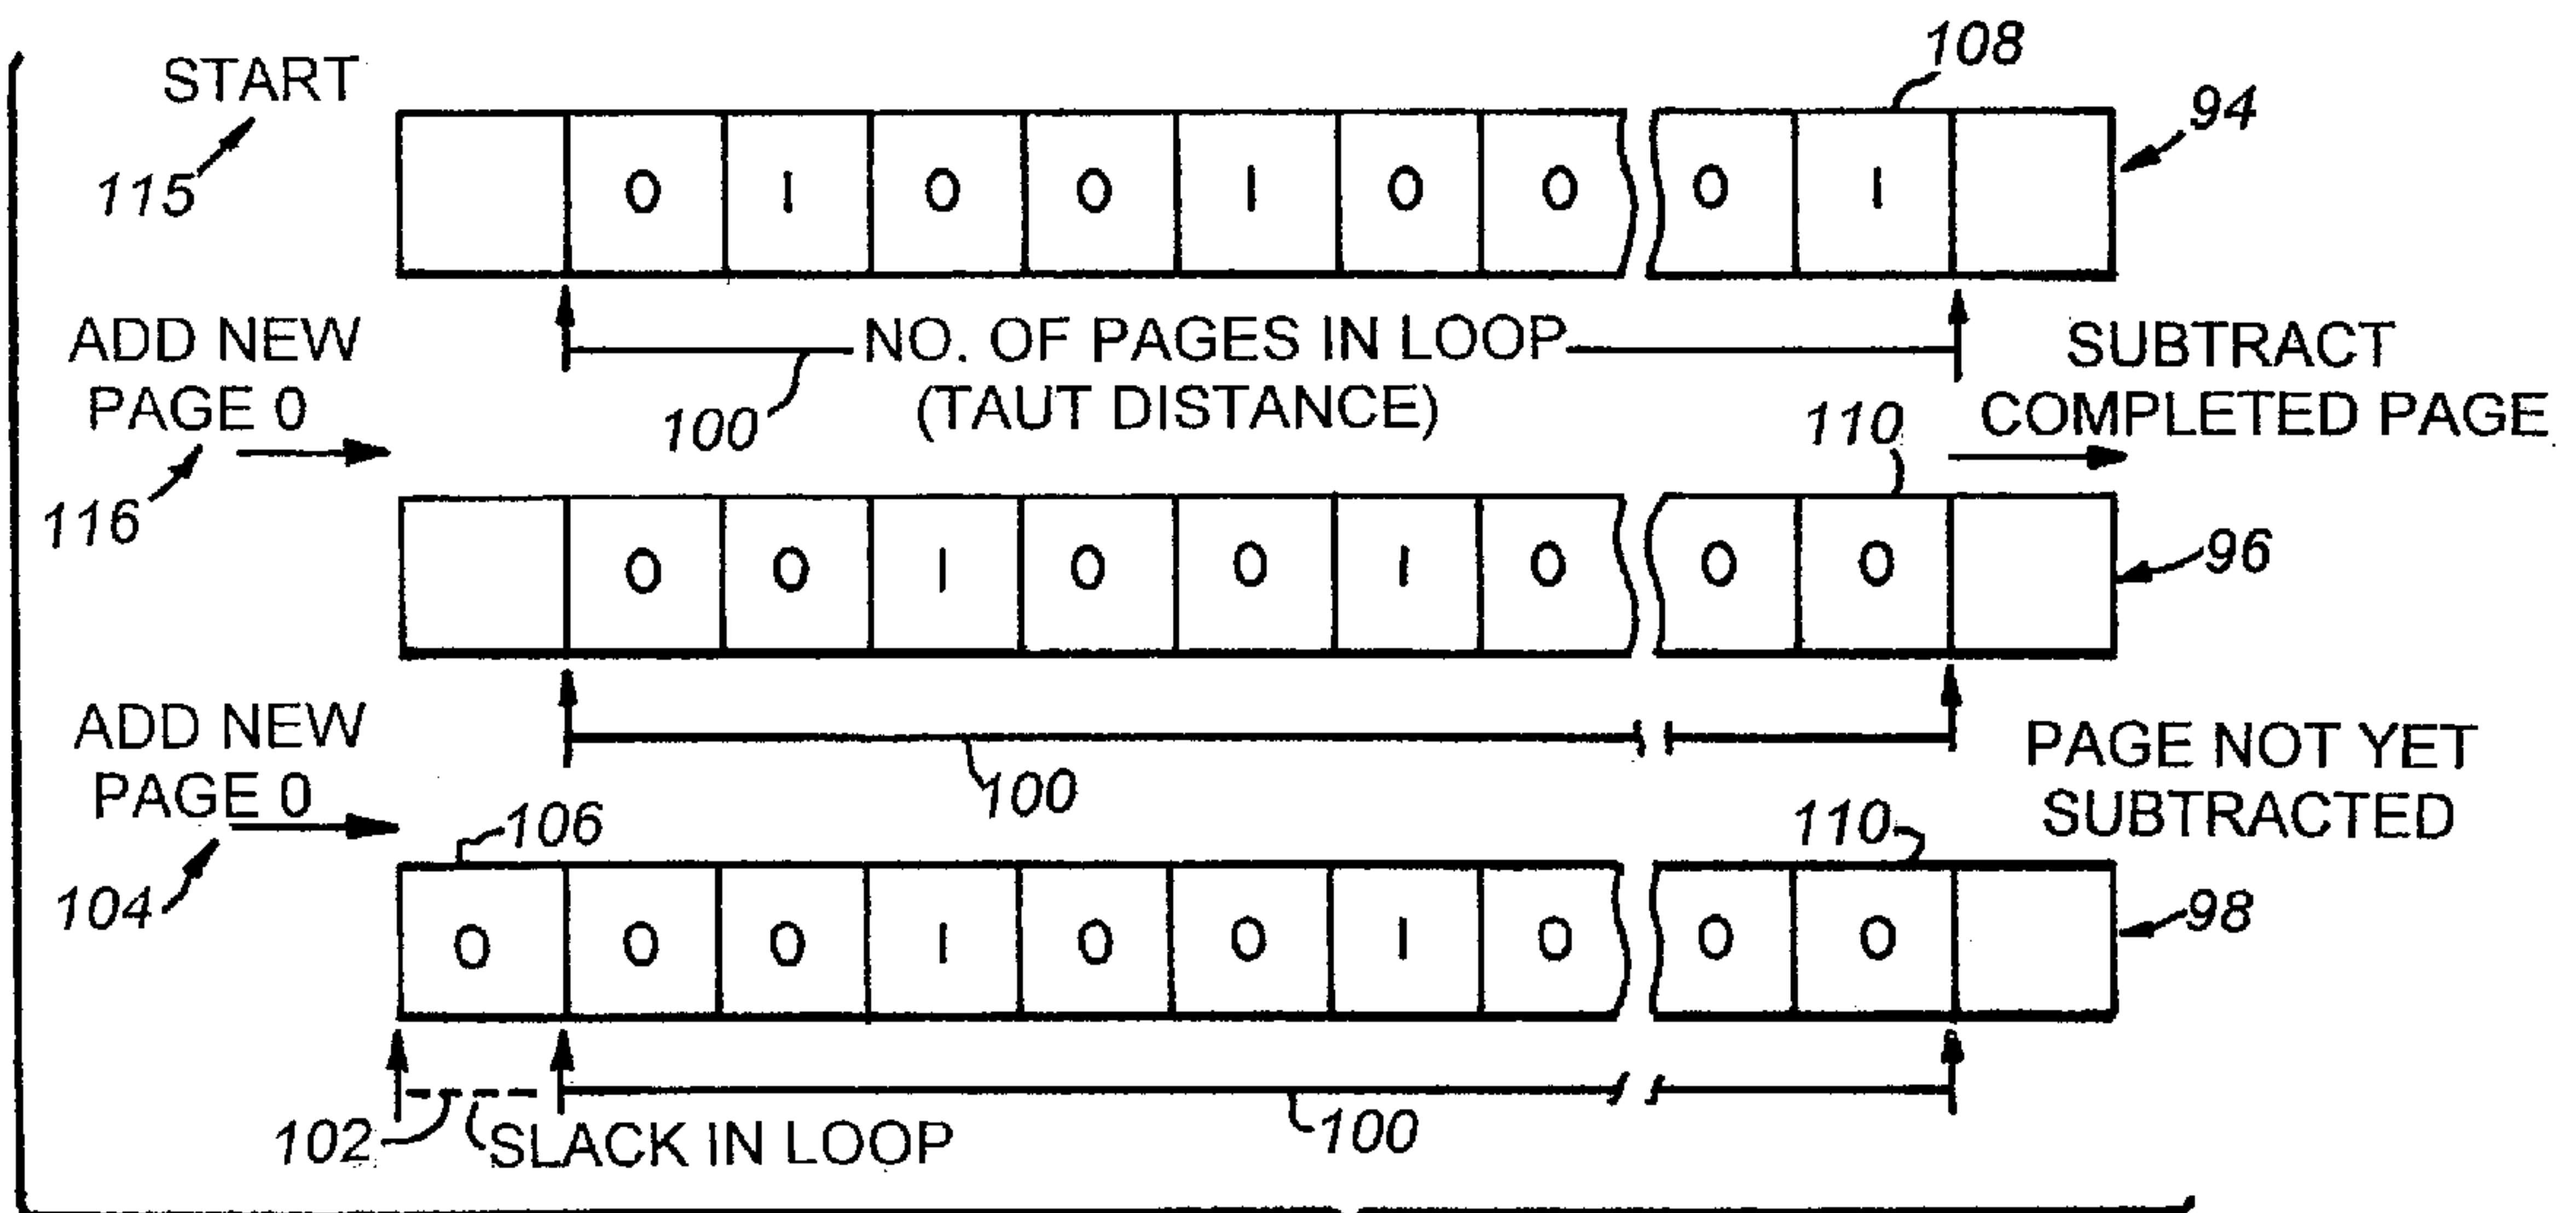 108
START
94
115
0 1 0 0 1 0 0 0 1
ADD NEW
PAGE 0
NO. OF PAGES IN LOOP
(TAUT DISTANCE)
100
SUBTRACT
COMPLETED PAGE
110
116
96
0 0 1 0 0 1 0 0 0
ADD NEW
PAGE 0
100
PAGE NOT YET
SUBTRACTED
106
110
104
98
0 0 0 1 0 0 1 0 0 0
102
SLACK IN LOOP
100